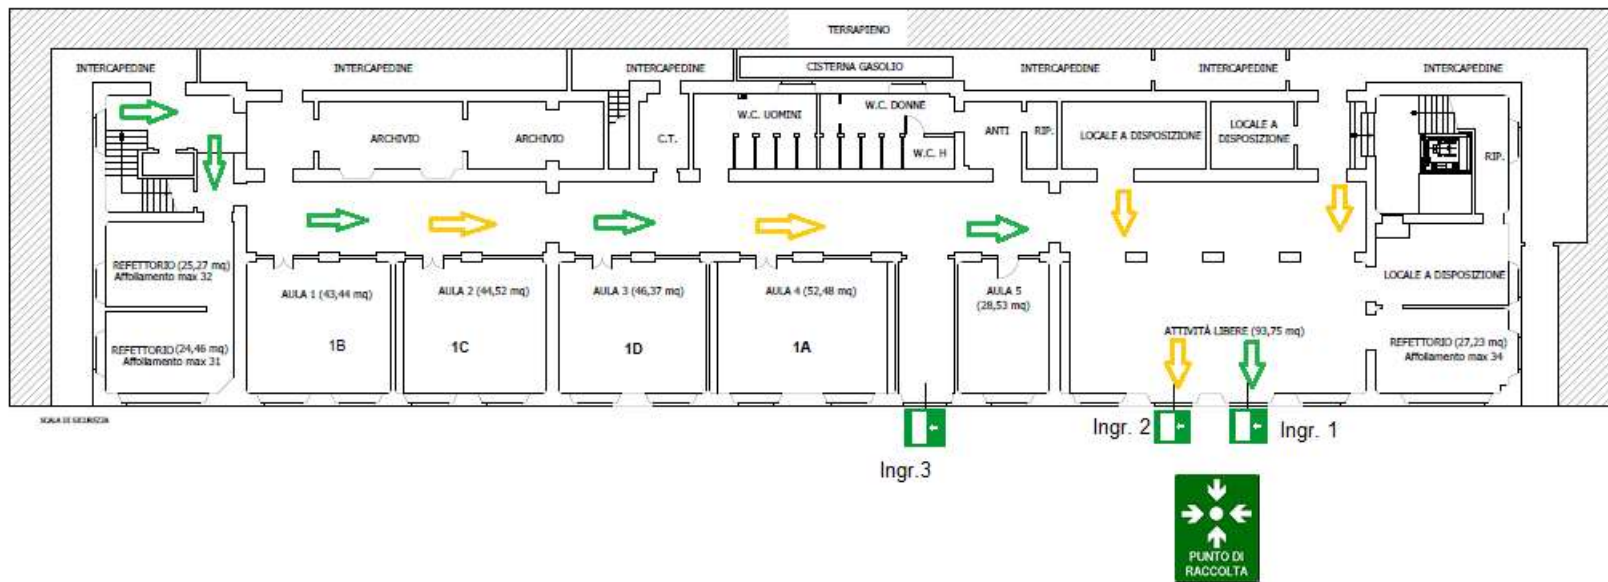 TERRAPIENO
INTERCAPEDINE
INTERCAPEDINE
INTERCAPEDINE
CISTERNA GASOLIO
INTERCAPEDINE
INTERCAPEDINE
INTERCAPEDINE
ARCHIVIO
ARCHIVIO
C.T.
W.C. UOMINI
W.C. DONNE
W.C. H
ANTI
RIP.
LOCALE A DISPOSIZIONE
LOCALE A
DISPOSIZIONE
RIP.
REFETTORIO (25,27 mq)
Affollamento max 32
AULA 1 (43,44 mq)
AULA 2 (44,52 mq)
AULA 3 (46,37 mq)
AULA 4 (52,48 mq)
AULA 5
(28,53 mq)
LOCALE A DISPOSIZIONE
REFETTORIO (24,46 mq)
Affollamento max 31
1B
1C
1D
1A
ATTIVITÀ LIBERE (93,75 mq)
REFETTORIO (27,23 mq)
Affollamento max 34
SCALA DI SICUREZZA
Ingr.3
Ingr. 2
Ingr. 1
PUNTO DI
RACCOLTA